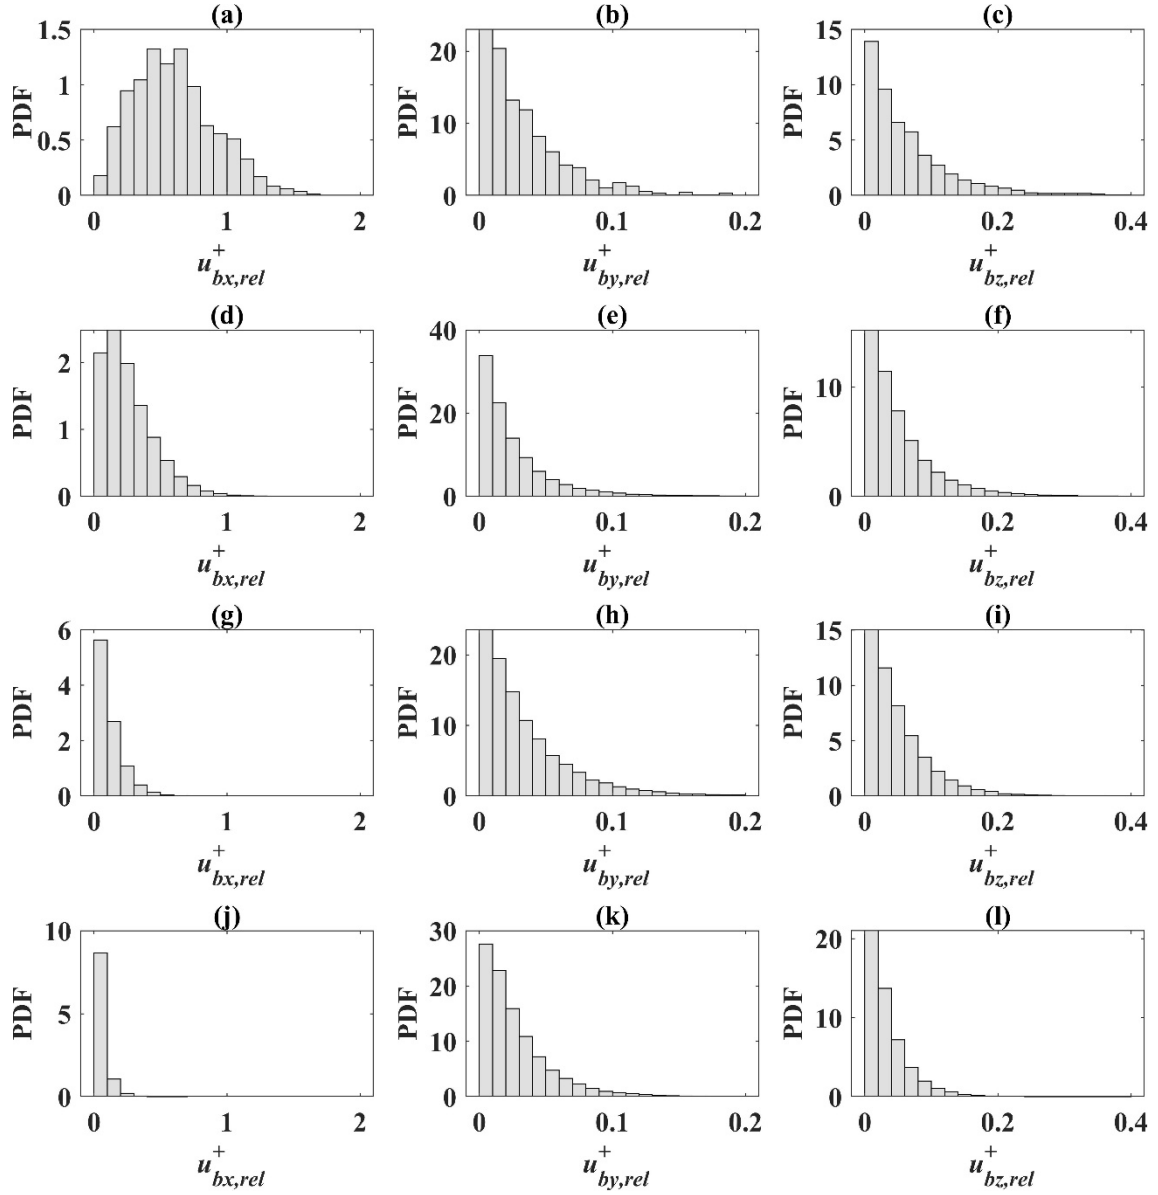 (a) (b) (c)
1.5 1 0.5 0 PDF 20 10 0 PDF 15 10 5 0 PDF
0 1 2 0 0.1 0.2 0 0.2 0.4
u+bx,rel u+by,rel u+bz,rel
(d) (e) (f)
2 1 0 PDF 40 20 0 PDF 10 0 PDF
0 1 2 0 0.1 0.2 0 0.2 0.4
u+bx,rel u+by,rel u+bz,rel
(g) (h) (i)
6 4 2 0 PDF 20 10 0 PDF 15 10 5 0 PDF
0 1 2 0 0.1 0.2 0 0.2 0.4
u+bx,rel u+by,rel u+bz,rel
(j) (k) (l)
10 5 0 PDF 30 20 10 0 PDF 20 10 0 PDF
0 1 2 0 0.1 0.2 0 0.2 0.4
u+bx,rel u+by,rel u+bz,rel